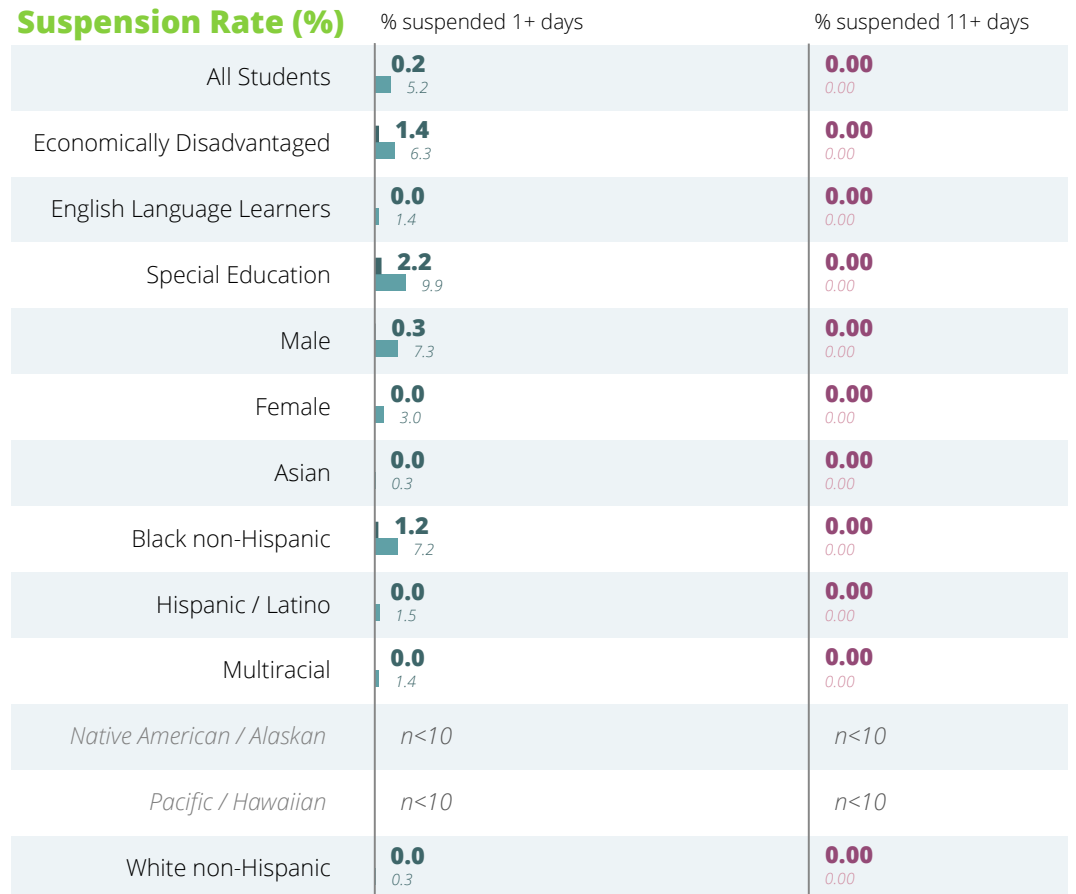 Suspension Rate (%) % suspended 1+ days % suspended 11+ days
All Students 0.2 0.00
5.2 0.00
Economically Disadvantaged 1.4 0.00
6.3 0.00
English Language Learners 0.0 0.00
1.4 0.00
Special Education 2.2 0.00
9.9 0.00
Male 0.3 0.00
7.3 0.00
Female 0.0 0.00
3.0 0.00
Asian 0.0 0.00
0.3 0.00
Black non-Hispanic 1.2 0.00
7.2 0.00
Hispanic / Latino 0.0 0.00
1.5 0.00
Multiracial 0.0 0.00
1.4 0.00
Native American / Alaskan n<10 n<10
Pacific / Hawaiian n<10 n<10
White non-Hispanic 0.0 0.00
0.3 0.00